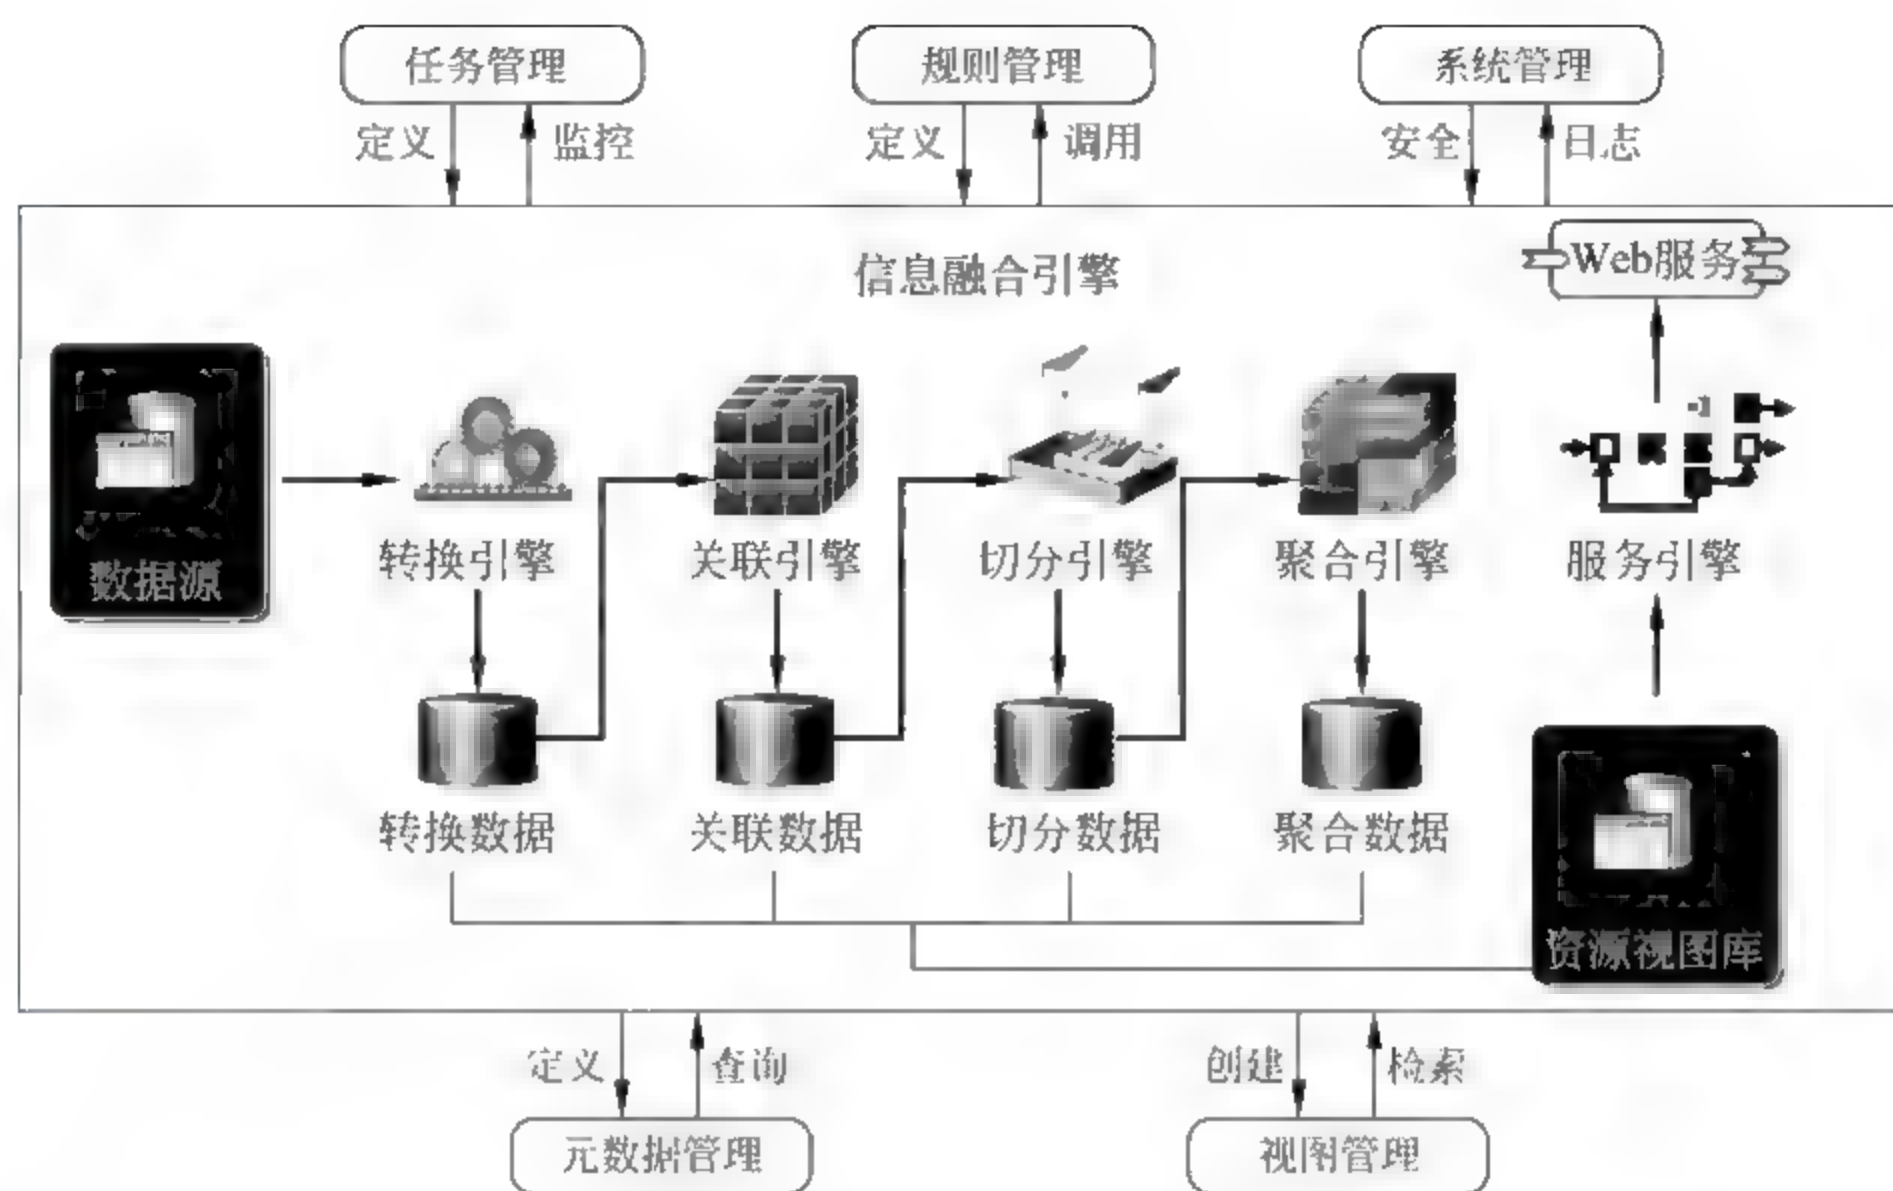 任务管理
规则管理
系统管理
定义
监控
定义
调用
安全
日志
信息融合引擎
Web服务
数据源
转换引擎
关联引擎
切分引擎
聚合引擎
服务引擎
转换数据
关联数据
切分数据
聚合数据
资源视图库
定义
查询
创建
检索
元数据管理
视图管理